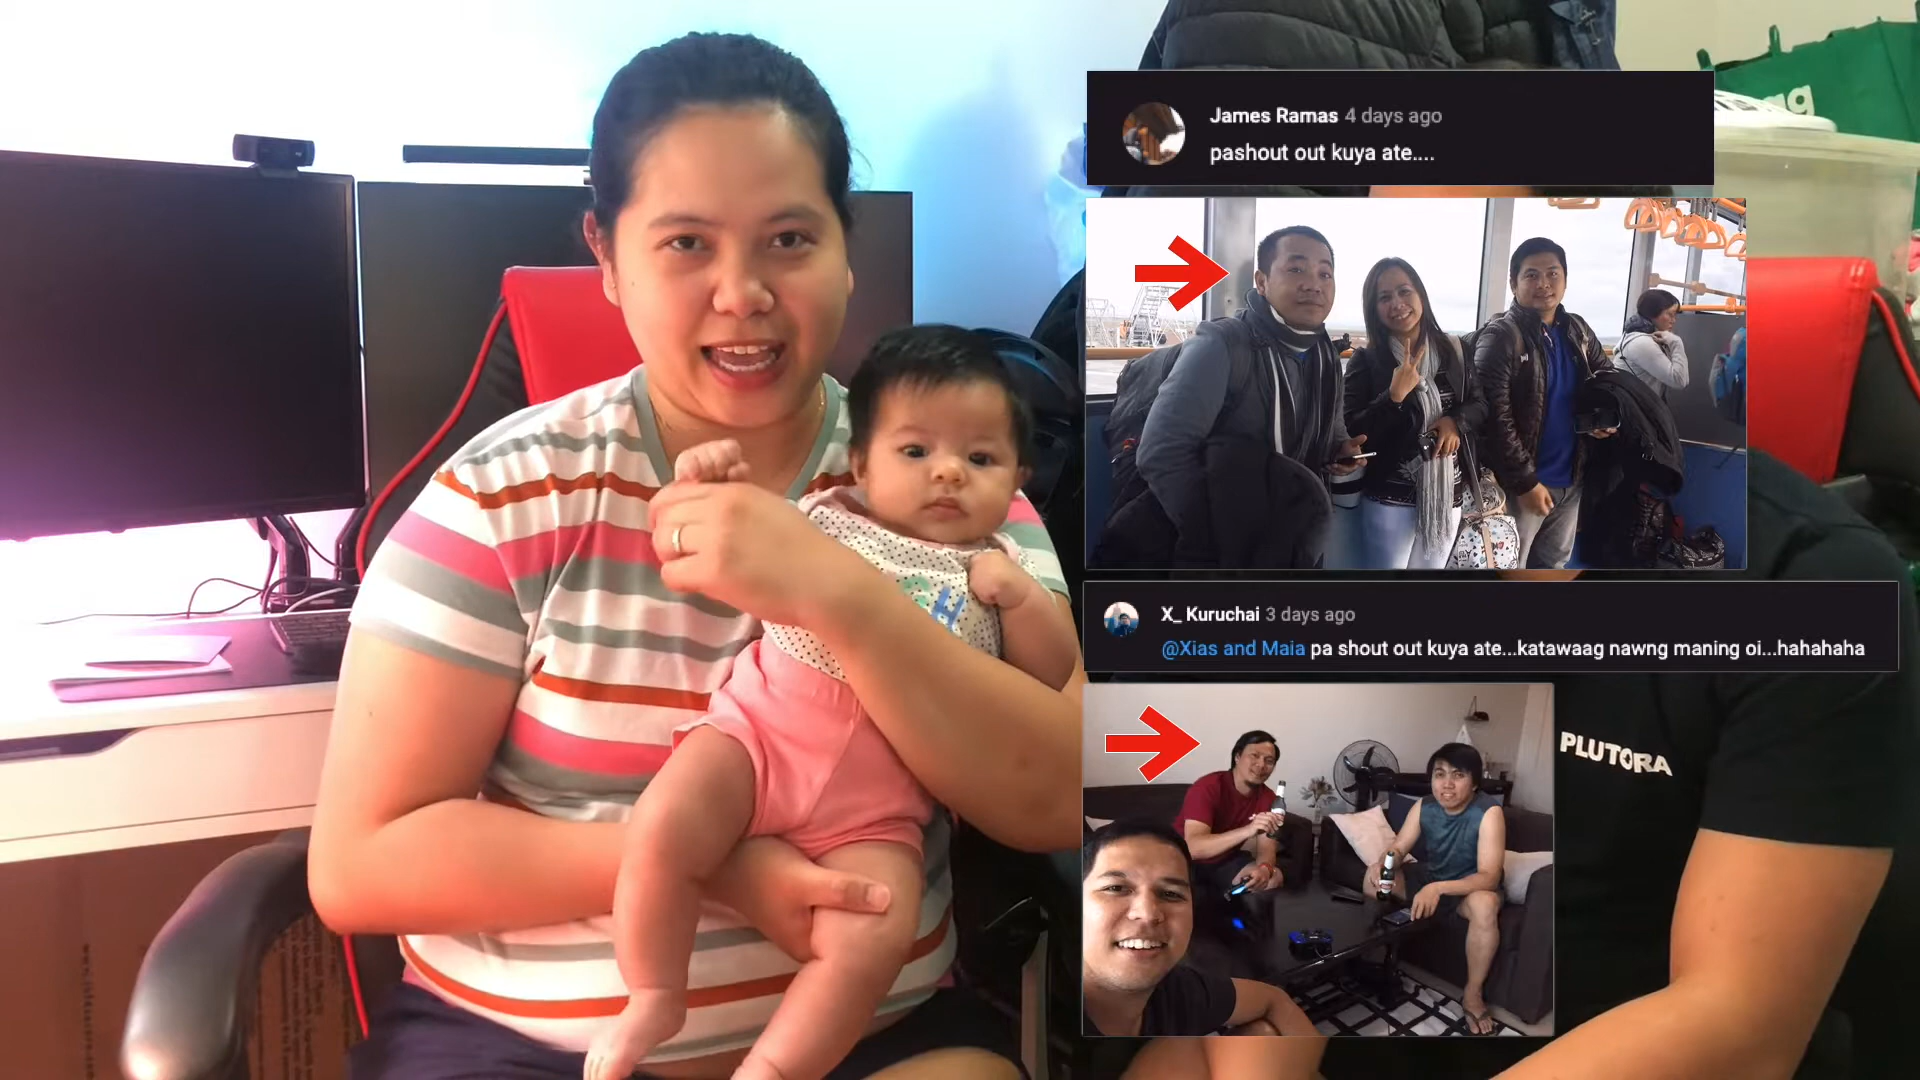 James Ramas 4 days ago
pashout out kuya ate....
X_ Kuruchai 3 days ago
@Xias and Maia pa shout out kuya ate...katawaag nawng maning oi...hahahaha
PLUTORA